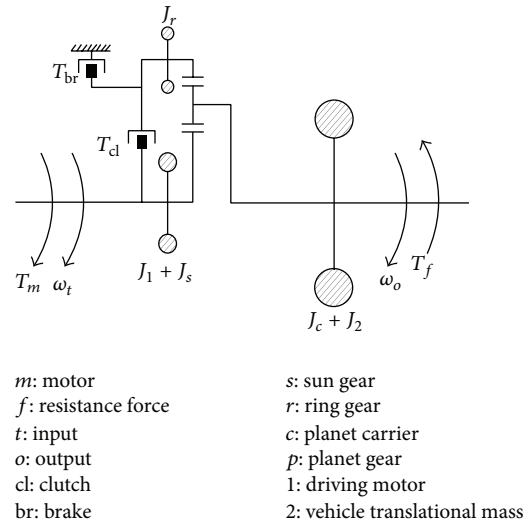 J_r
T_br
T_cl
T_m ω_t
J_1 + J_s
J_c + J_2
ω_o
T_f
m: motor
f: resistance force
t: input
o: output
cl: clutch
br: brake
s: sun gear
r: ring gear
c: planet carrier
p: planet gear
1: driving motor
2: vehicle translational mass